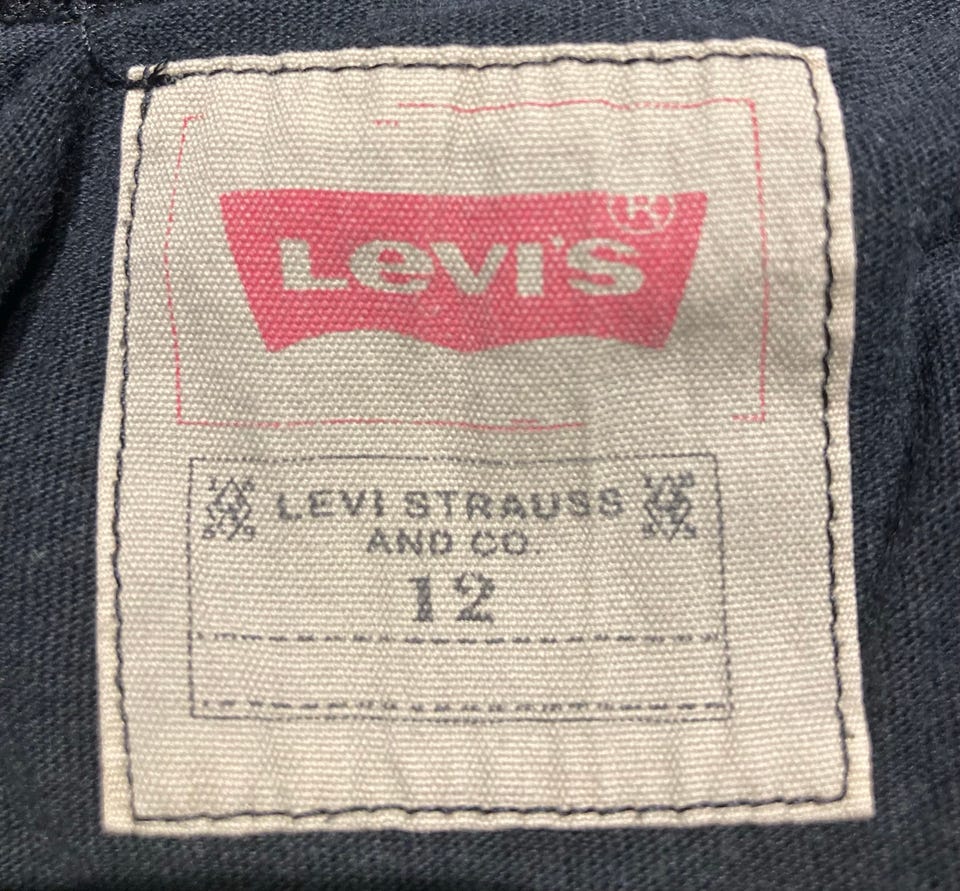 Levi's ®
LEVI STRAUSS
AND CO.
12